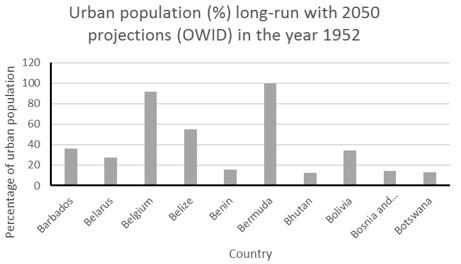 Urban population (%) long-run with 2050
projections (OWID) in the year 1952
Percentage of urban population
120
100
80
60
40
20
0
Barbados
Belarus
Belgium
Belize
Benin
Bermuda
Bhutan
Bolivia
Bosnia and...
Botswana
Country